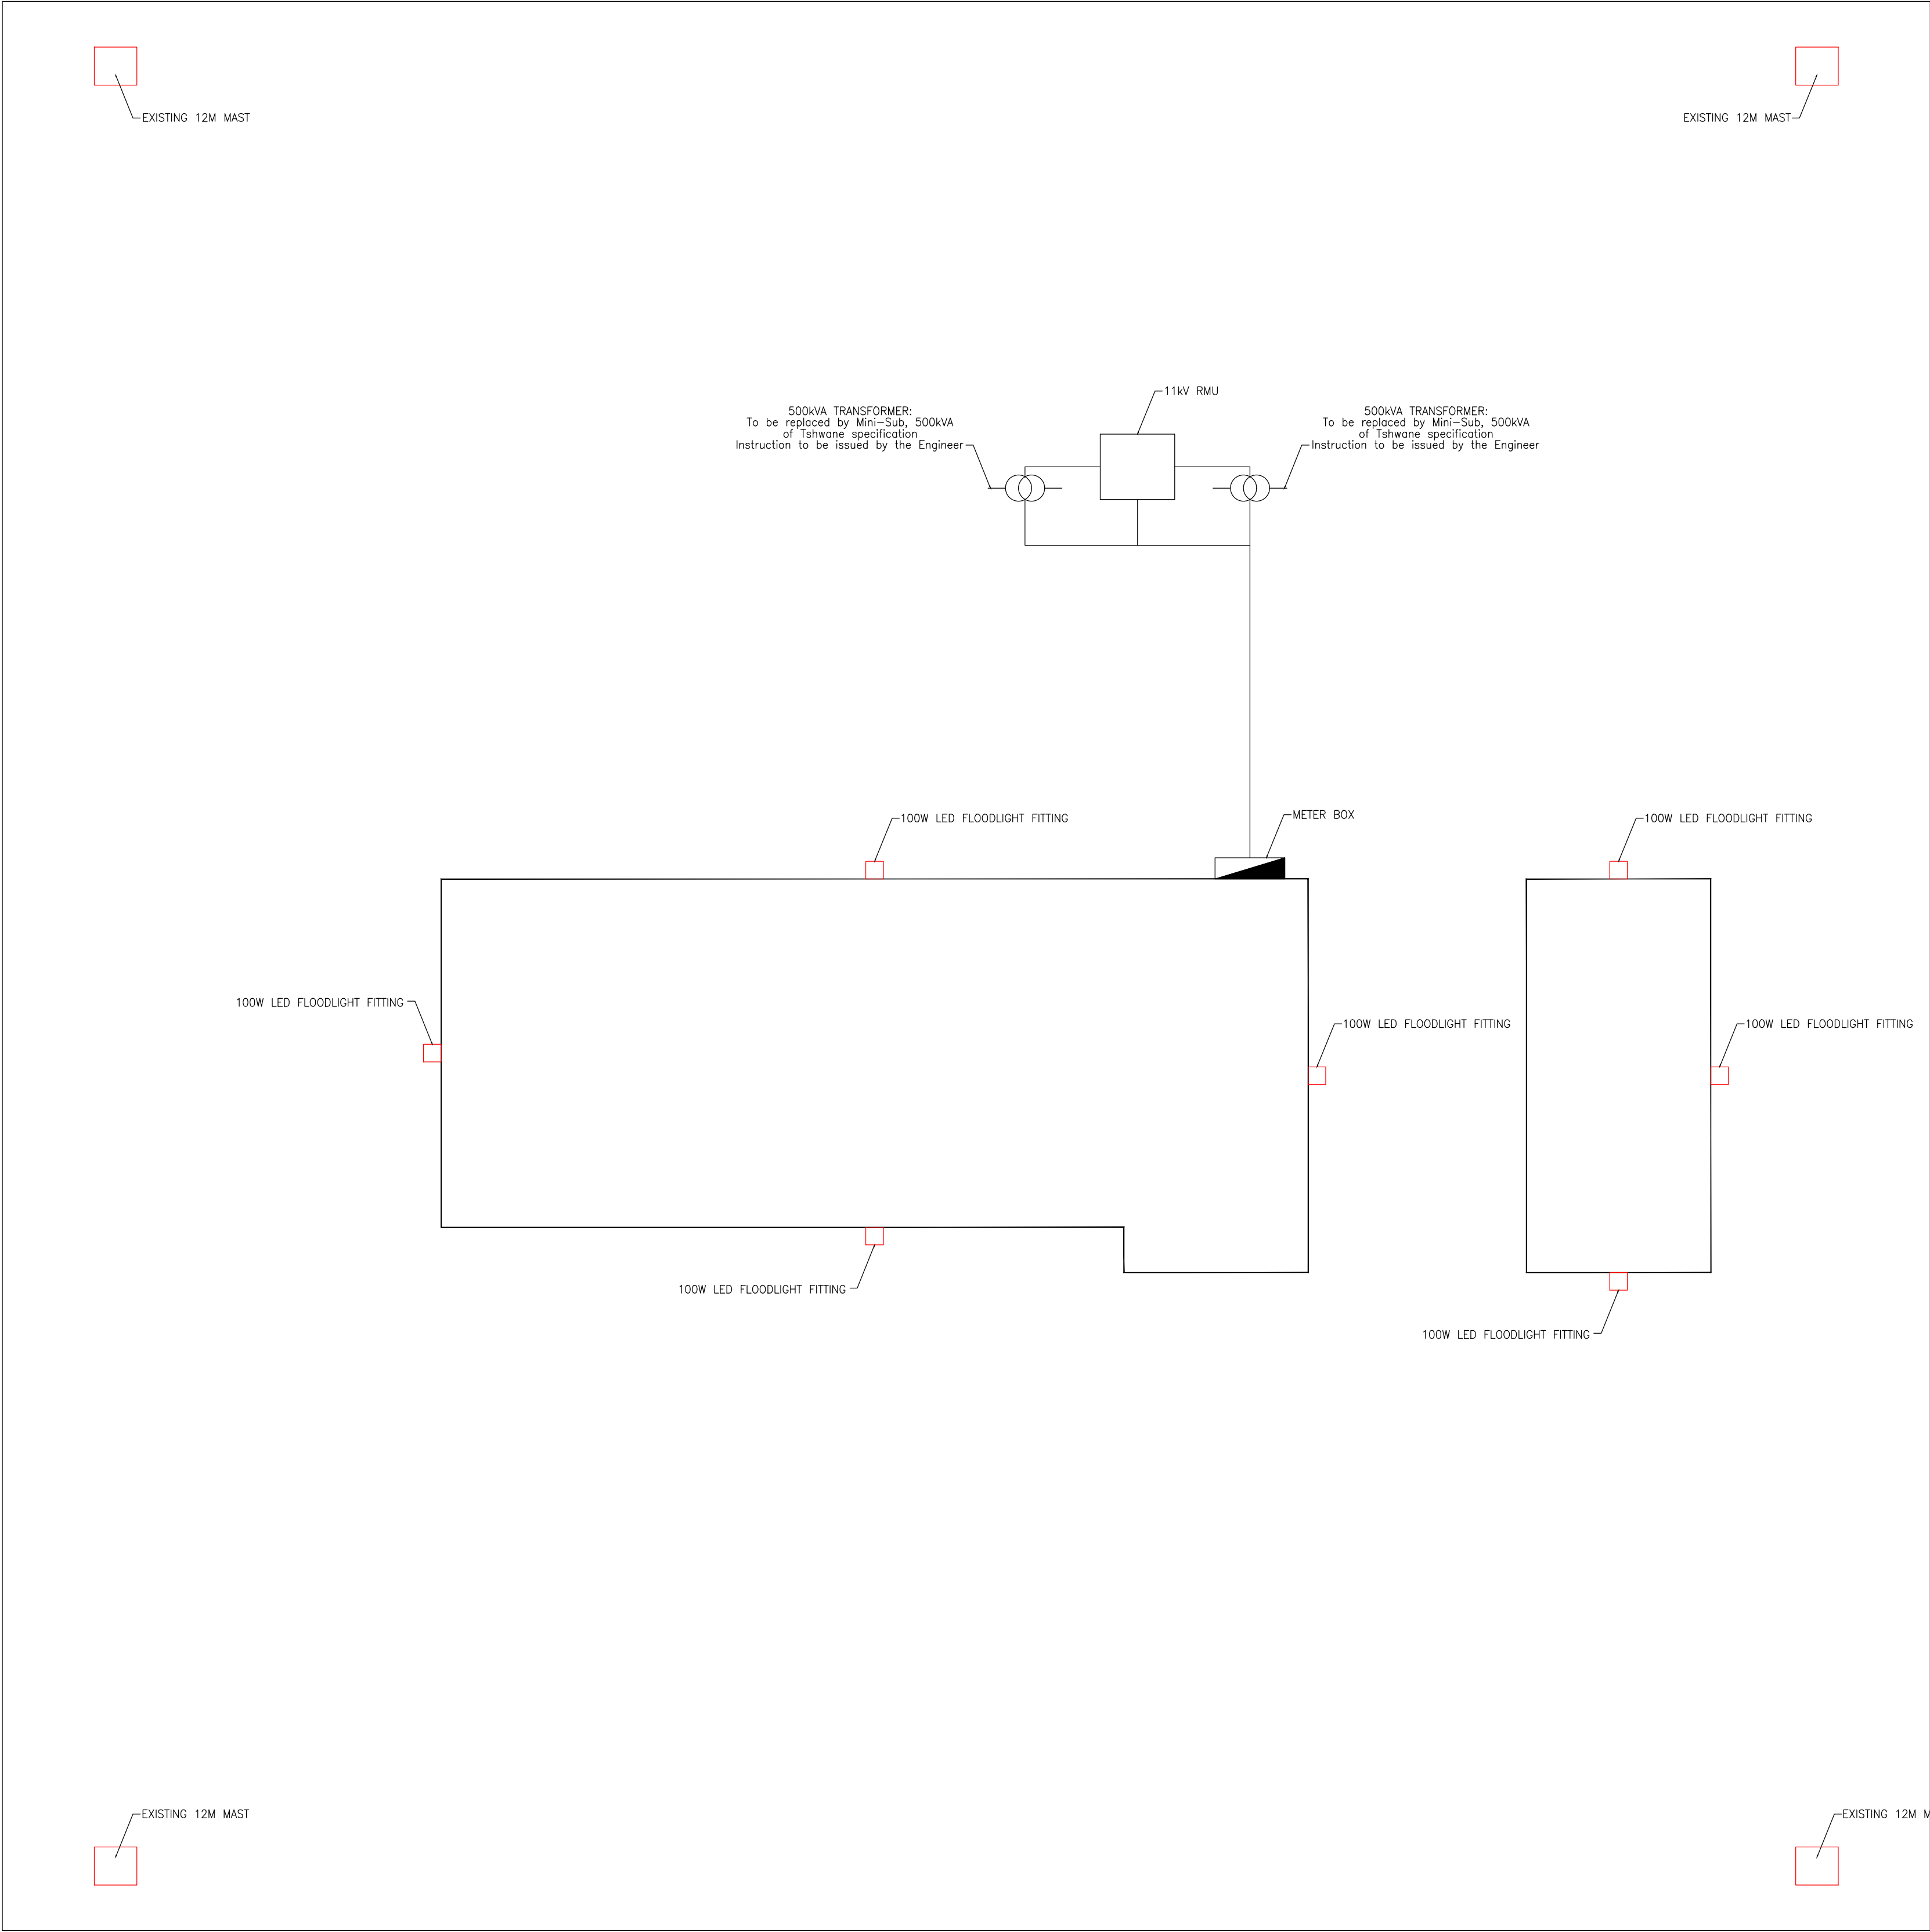 EXISTING 12M MAST
EXISTING 12M MAST
11kV RMU
500kVA TRANSFORMER:
To be replaced by Mini-Sub, 500kVA
of Tshwane specification
Instruction to be issued by the Engineer
500kVA TRANSFORMER:
To be replaced by Mini-Sub, 500kVA
of Tshwane specification
Instruction to be issued by the Engineer
METER BOX
100W LED FLOODLIGHT FITTING
100W LED FLOODLIGHT FITTING
100W LED FLOODLIGHT FITTING
100W LED FLOODLIGHT FITTING
100W LED FLOODLIGHT FITTING
100W LED FLOODLIGHT FITTING
100W LED FLOODLIGHT FITTING
EXISTING 12M MAST
EXISTING 12M M